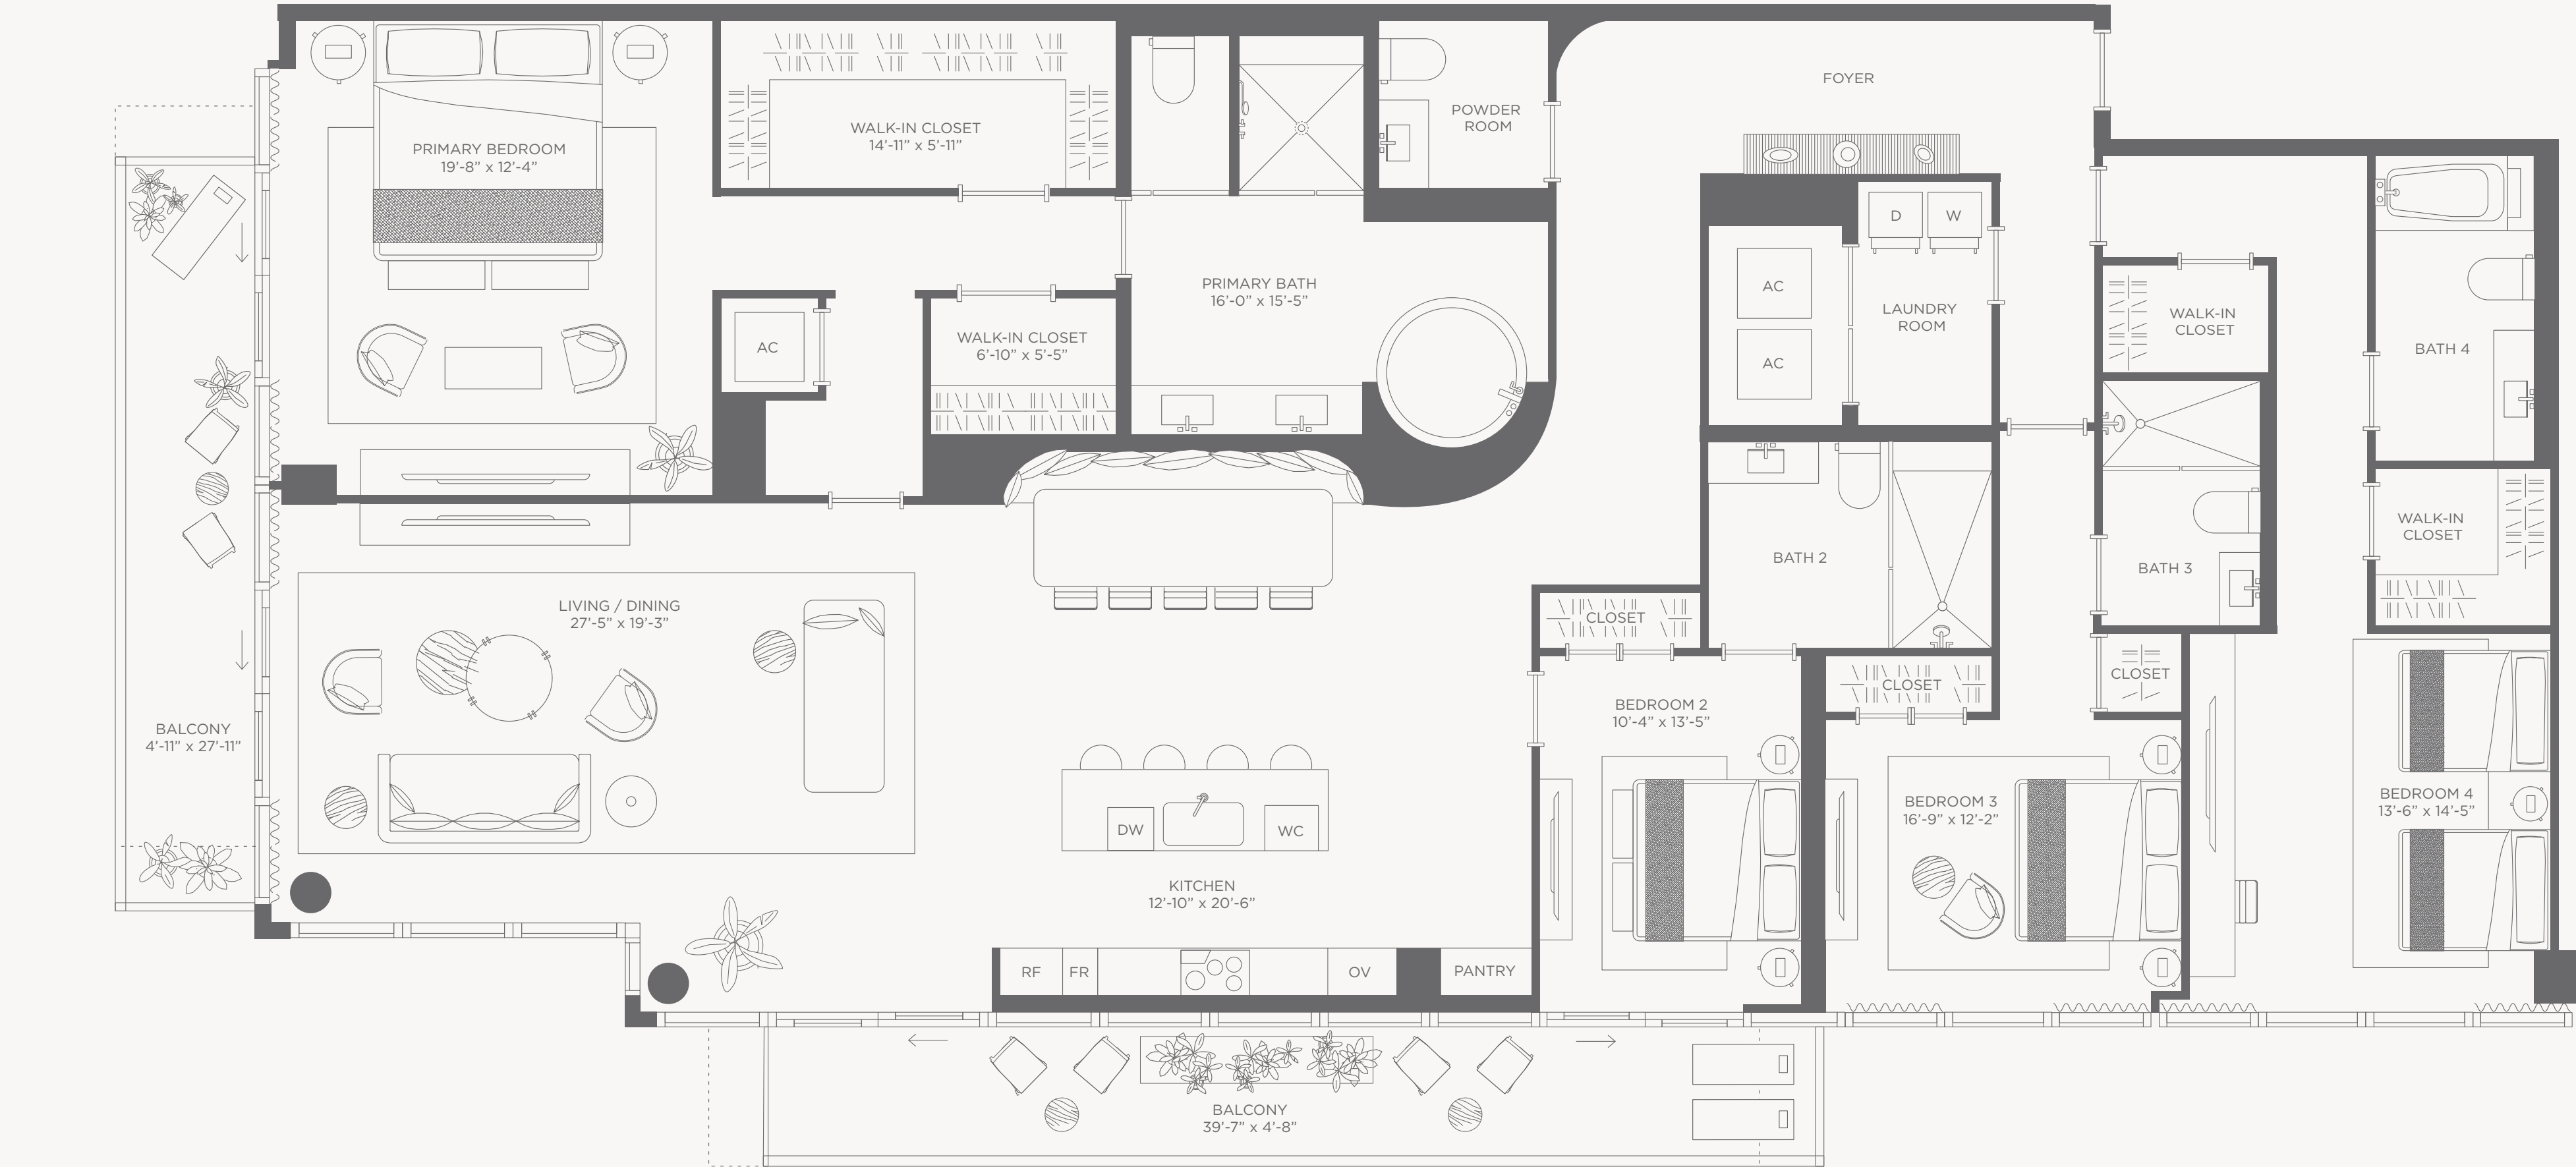 FOYER
POWDER
ROOM
WALK-IN CLOSET
14'-11” x 5'-11”
PRIMARY BEDROOM
19'-8” x 12'-4”
D
W
PRIMARY BATH
16'-0” x 15'-5”
AC
LAUNDRY
ROOM
WALK-IN
CLOSET
WALK-IN CLOSET
6'-10” x 5'-5”
AC
AC
BATH 4
WALK-IN
CLOSET
BATH 2
BATH 3
LIVING / DINING
27'-5” x 19'-3”
CLOSET
CLOSET
CLOSET
BEDROOM 2
10'-4” x 13'-5”
BALCONY
4'-11” x 27'-11”
BEDROOM 4
13'-6” x 14'-5”
BEDROOM 3
16'-9” x 12'-2”
DW
WC
KITCHEN
12'-10” x 20'-6”
RF
FR
OV
PANTRY
BALCONY
39'-7” x 4'-8”